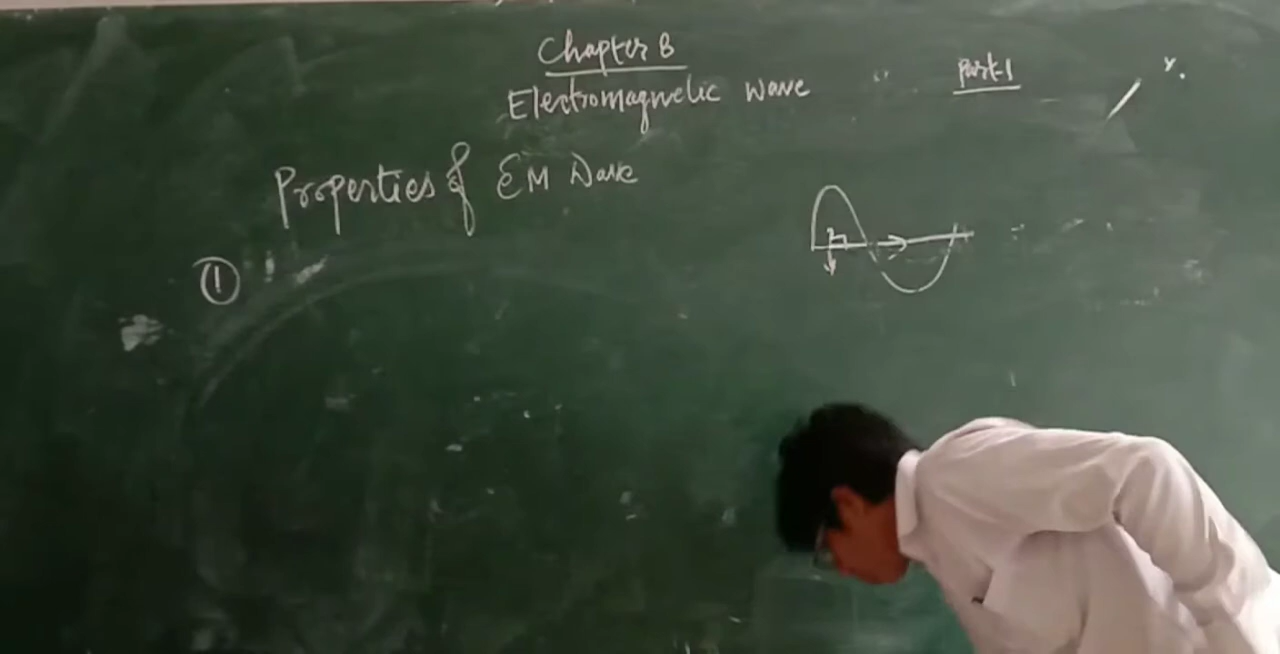 Chapter 8
Electromagnetic wave
Part-1
Properties of EM Wave
①